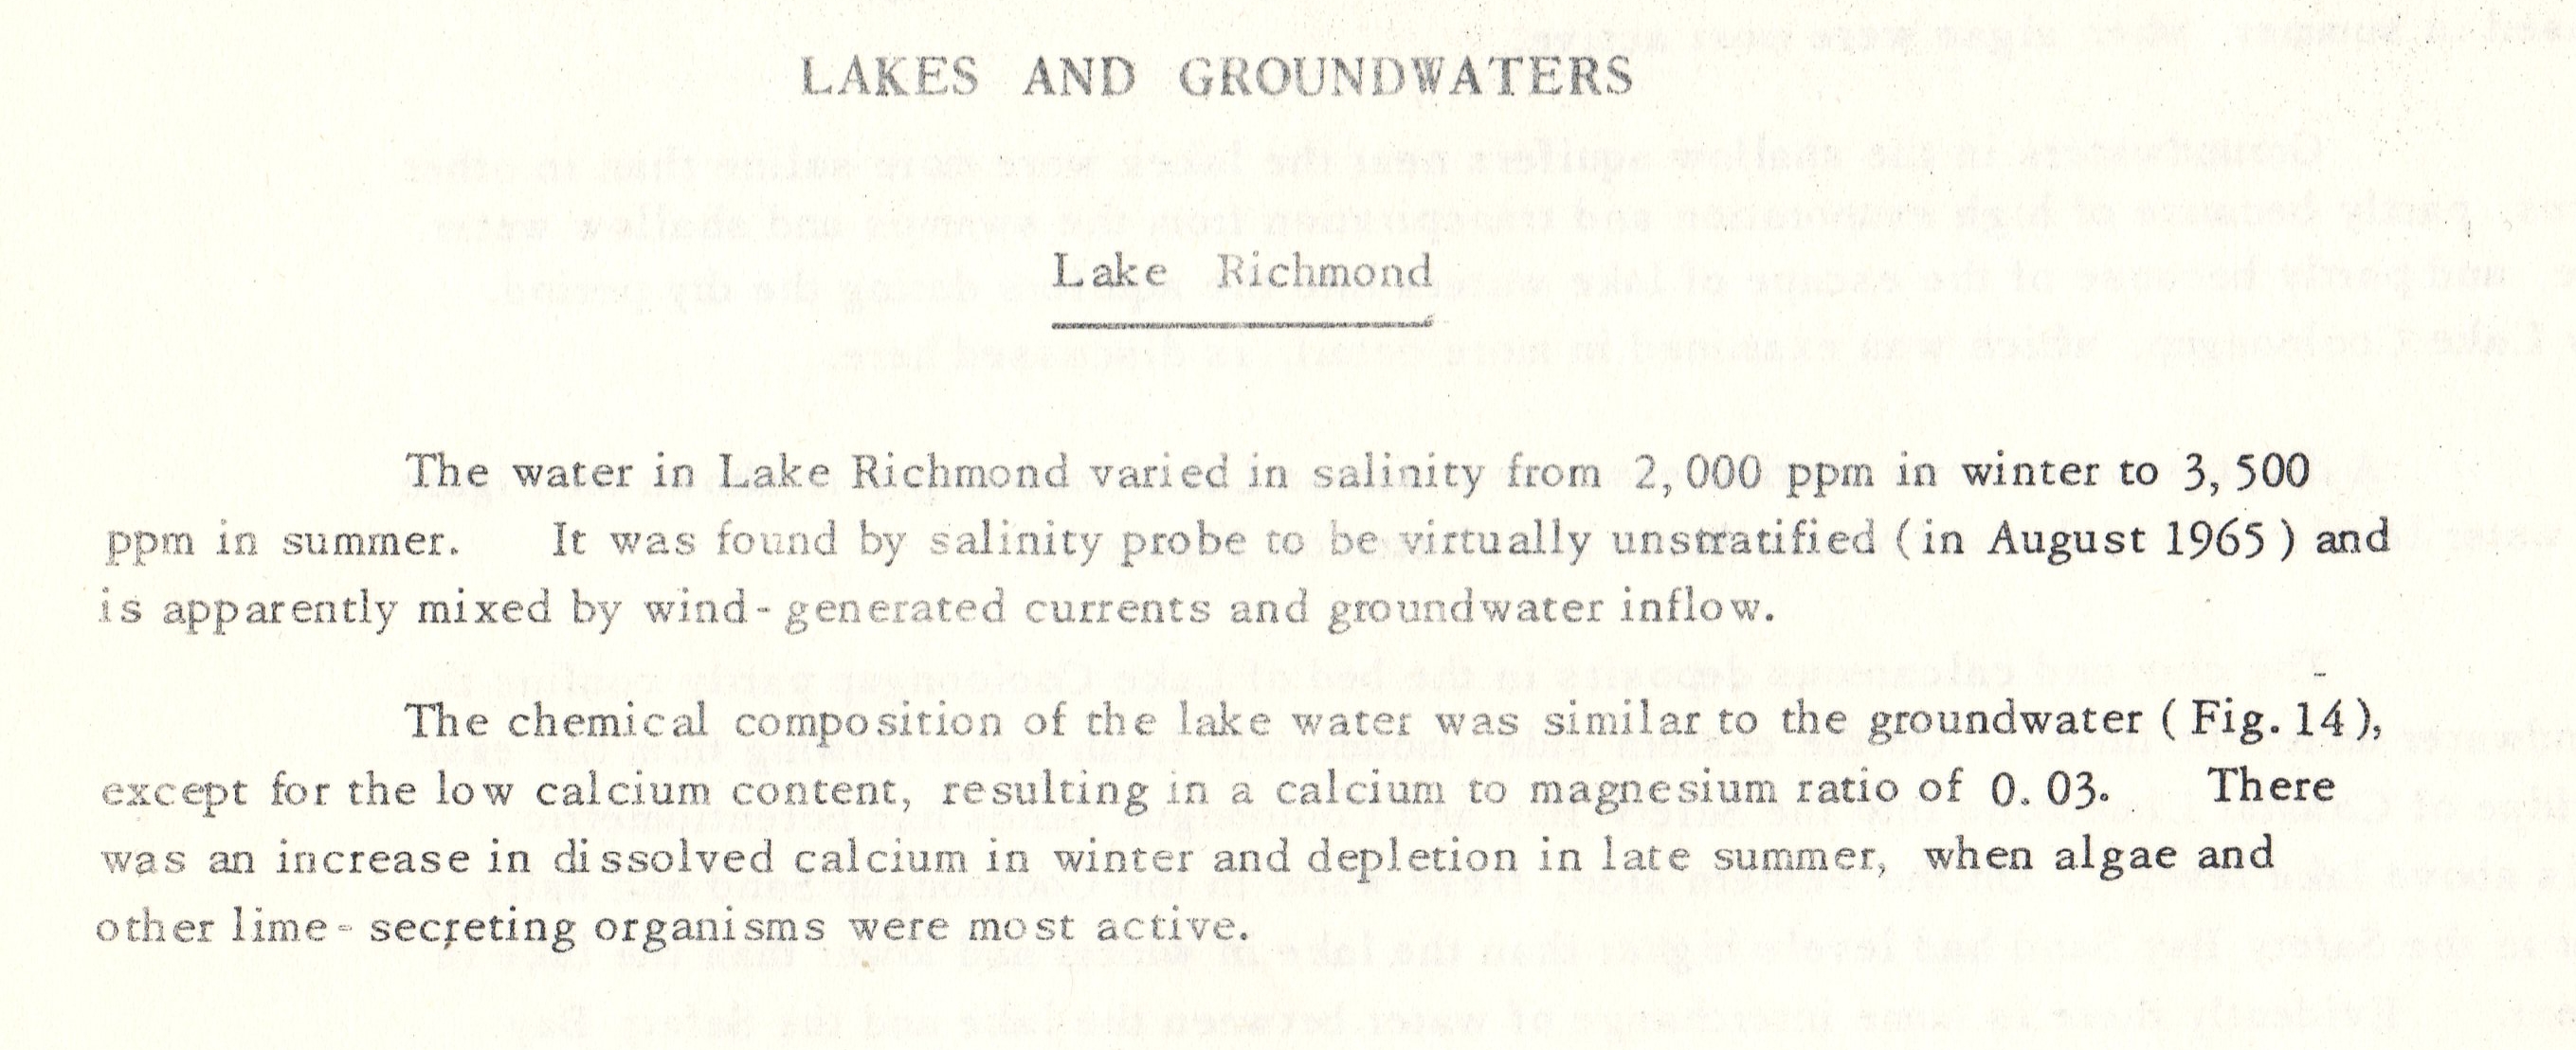 LAKES AND GROUNDWATERS
Lake Richmond
The water in Lake Richmond varied in salinity from 2,000 ppm in winter to 3,500
ppm in summer. It was found by salinity probe to be virtually unstratified (in August 1965) and
is apparently mixed by wind-generated currents and groundwater inflow.
The chemical composition of the lake water was similar to the groundwater (Fig. 14),
except for the low calcium content, resulting in a calcium to magnesium ratio of 0.03. There
was an increase in dissolved calcium in winter and depletion in late summer, when algae and
other lime-secreting organisms were most active.